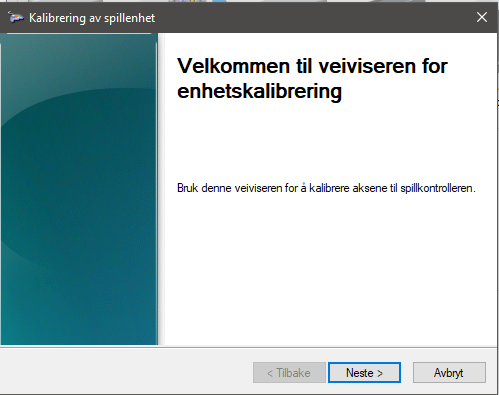 Kalibrering av spillenhet
Velkommen til veiviseren for
enhetskalibrering
Bruk denne veiviseren for å kalibrere aksene til spillkontrolleren.
< Tilbake
Neste >
Avbryt